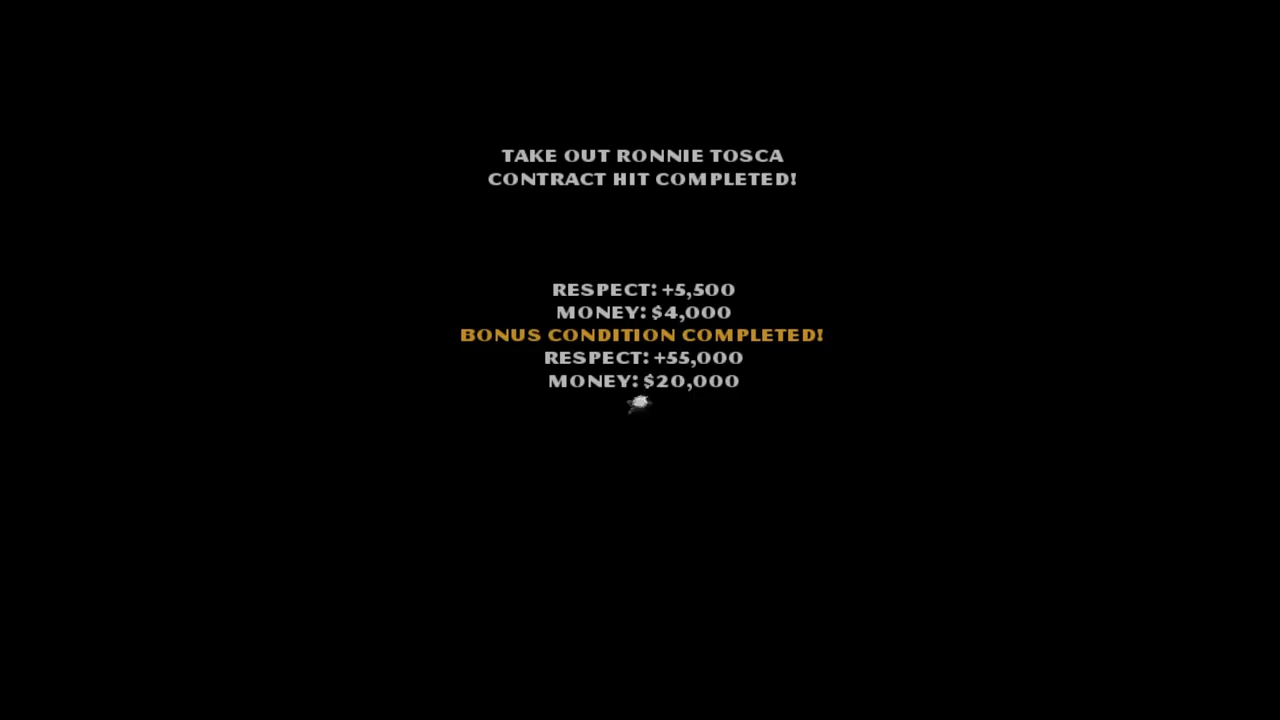 TAKE OUT RONNIE TOSCA
CONTRACT HIT COMPLETED!
RESPECT: +5,500
MONEY: $4,000
BONUS CONDITION COMPLETED!
RESPECT: +55,000
MONEY: $20,000